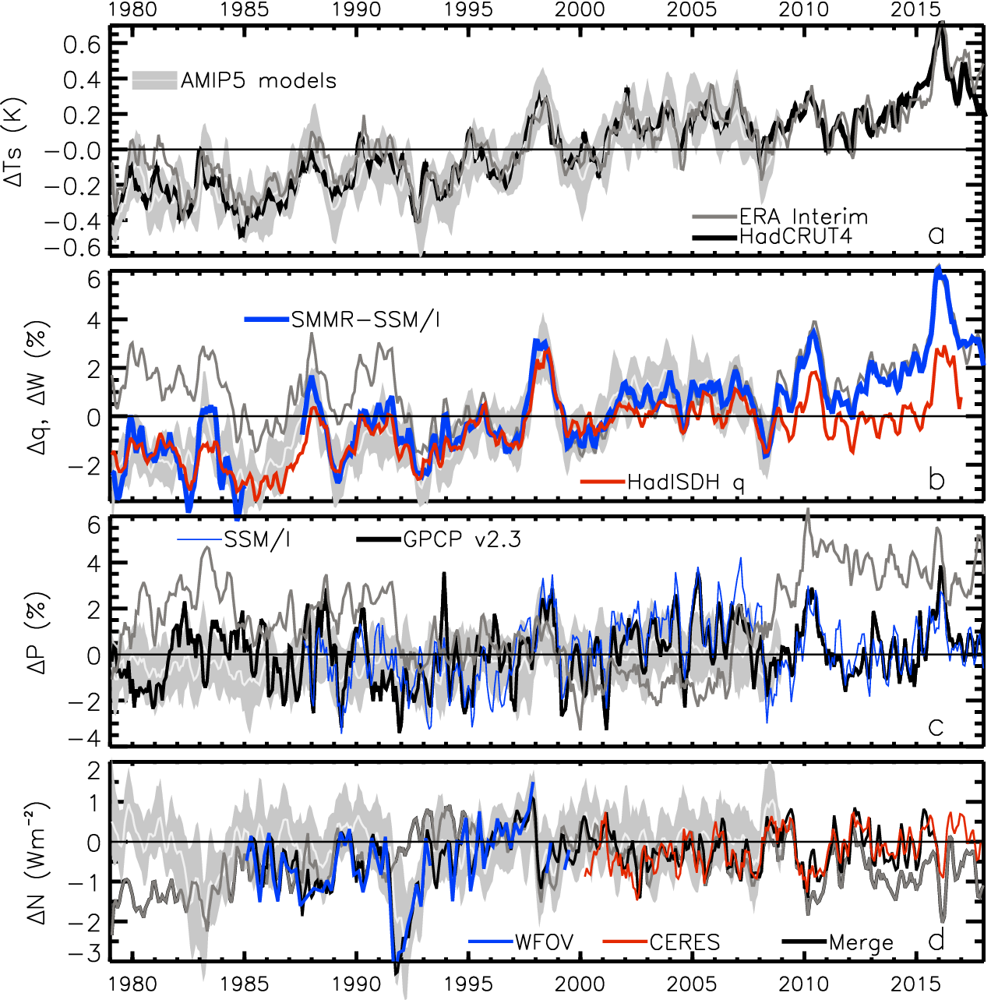 1980 1985 1990 1995 2000 2005 2010 2015
0.6
AMIP5 models
0.4
0.2
ΔTs (K)
−0.0
−0.2
ERA Interim
−0.4
HadCRUT4
a
−0.6
6
SMMR−SSM/I
4
Δq, ΔW (%)
2
0
−2
HadISDH q
b
6
SSM/I
GPCP v2.3
4
2
ΔP (%)
0
−2
c
−4
2
1
0
ΔN (Wm⁻²)
−1
−2
WFOV
CERES
Merge
d
−3
1980 1985 1990 1995 2000 2005 2010 2015